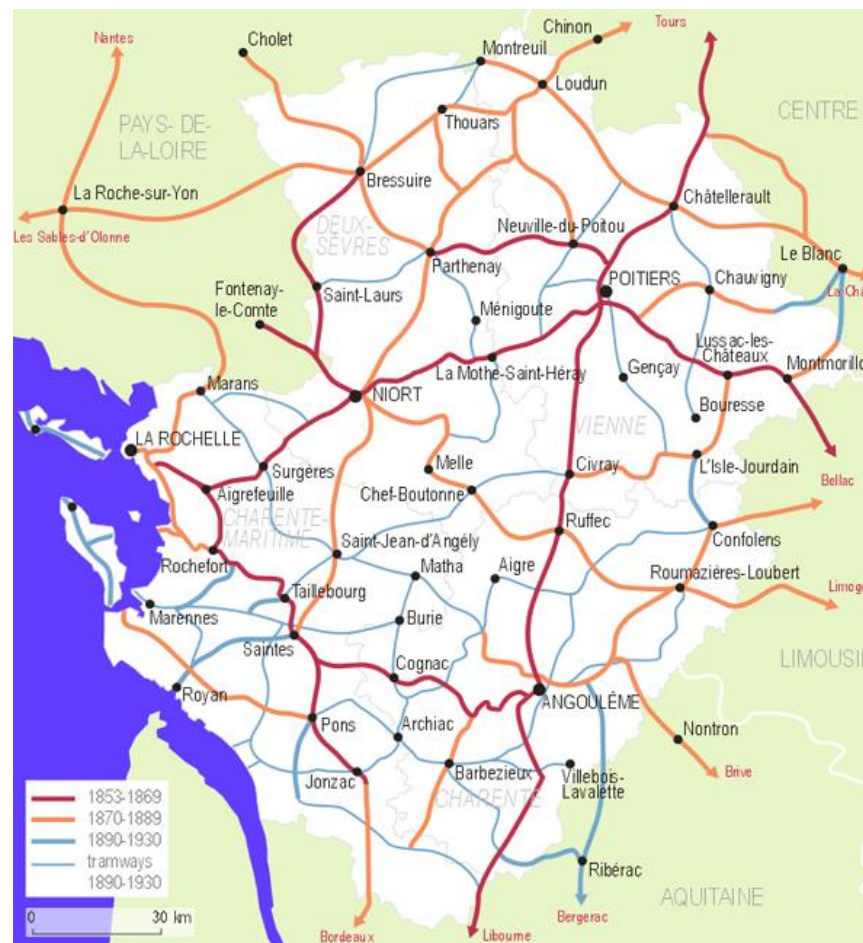 Nantes
Cholet
Chinon
Tours
Montreuil
Loudun
CENTRE
PAYS- DE-
LA-LOIRE
Thouars
La Roche-sur-Yon
Bressuire
Châtellerault
Les Sables-d'Olonne
DEUX-
SÈVRES
Neuville-du-Poitou
Le Blanc
Parthenay
POITIERS
Chauvigny
La Châ
Fontenay-
le-Comte
Saint-Laurs
Ménigoute
Lussac-les-
Châteaux
La Mothe-Saint-Héray
Gençay
Montmorillo
Marans
NIORT
VIENNE
Bouresse
LA ROCHELLE
Surgères
Melle
Civray
L'Isle-Jourdain
Bellac
Aigrefeuille
Chef-Boutonne
CHARENTE-
MARITIME
Ruffec
Confolens
Rochefort
Saint-Jean-d'Angély
Matha
Aigre
Roumazières-Loubert
Taillebourg
Limoge
Marennes
Burie
Saintes
LIMOUSI
Cognac
Royan
ANGOULÊME
Pons
Archiac
Nontron
Jonzac
Barbezieux
Villebois-
Lavalette
Brive
CHARENTE
1853-1869
1870-1889
1890-1930
tramways
1890-1930
Ribérac
AQUITAINE
0 30 km
Bordeaux
Libourne
Bergerac